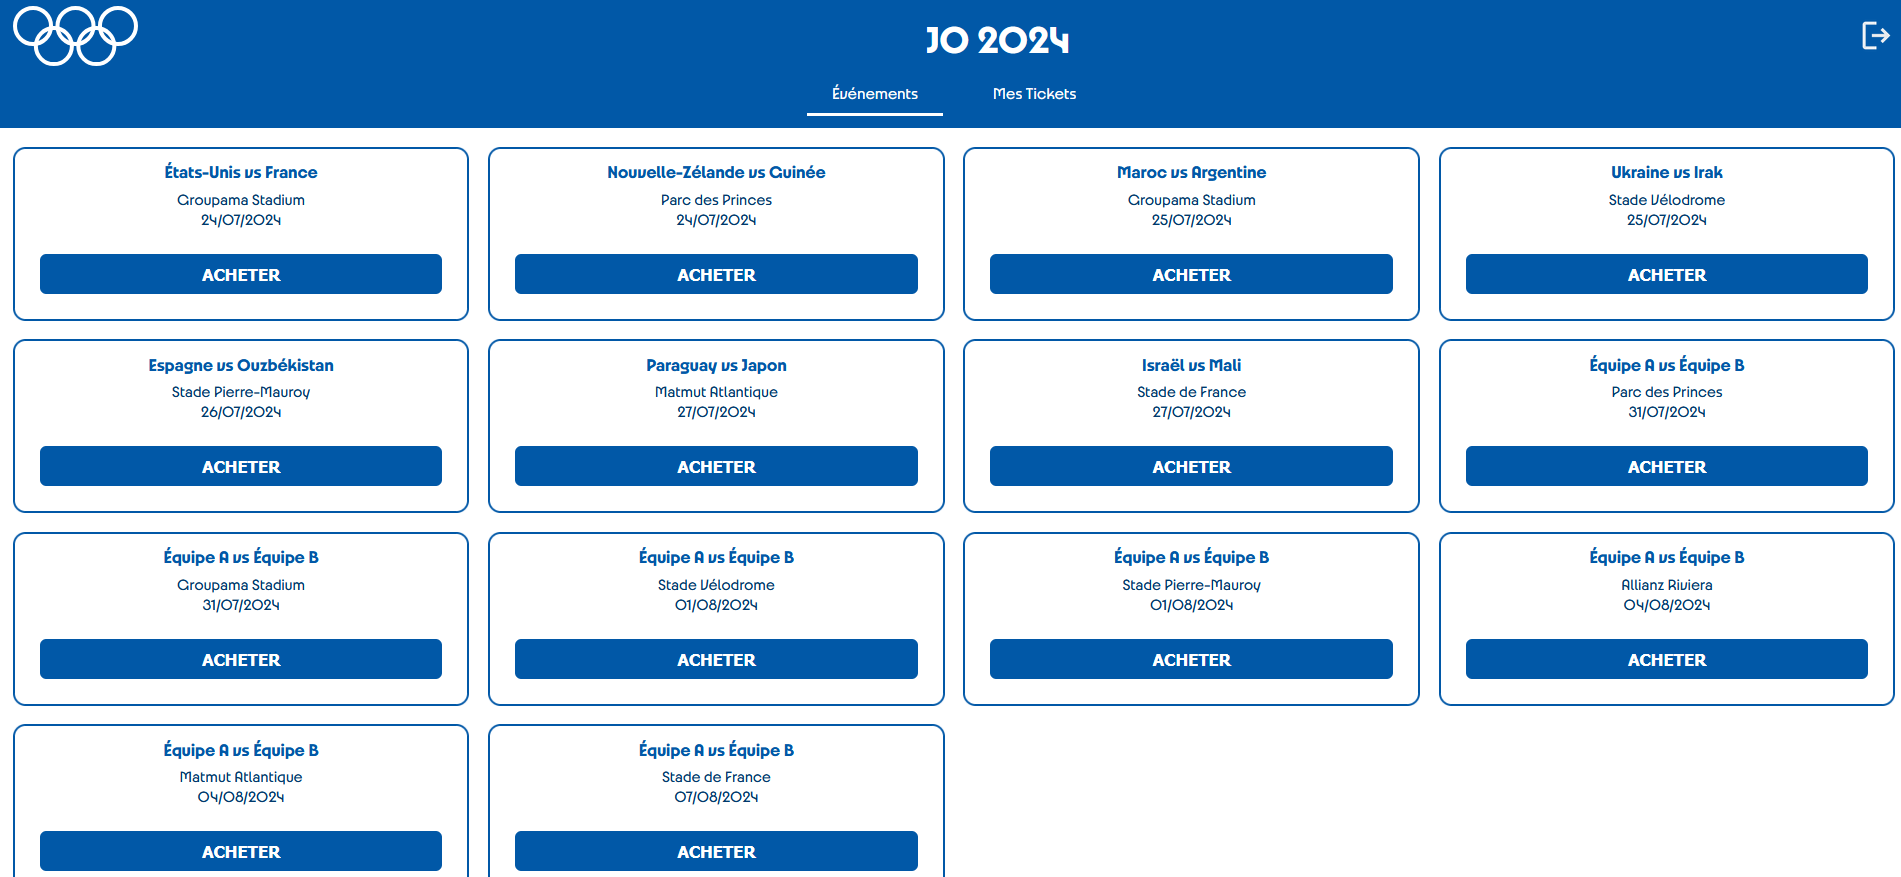 JO 2024
Événements
Mes Tickets
États-Unis vs France
Groupama Stadium
24/07/2024
ACHETER
Nouvelle-Zélande vs Guinée
Parc des Princes
24/07/2024
ACHETER
Maroc vs Argentine
Groupama Stadium
25/07/2024
ACHETER
Ukraine vs Irak
Stade Vélodrome
25/07/2024
ACHETER
Espagne vs Ouzbékistan
Stade Pierre-Mauroy
26/07/2024
ACHETER
Paraguay vs Japon
Matmut Atlantique
27/07/2024
ACHETER
Israël vs Mali
Stade de France
27/07/2024
ACHETER
Équipe A vs Équipe B
Parc des Princes
31/07/2024
ACHETER
Équipe A vs Équipe B
Groupama Stadium
31/07/2024
ACHETER
Équipe A vs Équipe B
Stade Vélodrome
01/08/2024
ACHETER
Équipe A vs Équipe B
Stade Pierre-Mauroy
01/08/2024
ACHETER
Équipe A vs Équipe B
Allianz Riviera
04/08/2024
ACHETER
Équipe A vs Équipe B
Matmut Atlantique
04/08/2024
ACHETER
Équipe A vs Équipe B
Stade de France
07/08/2024
ACHETER